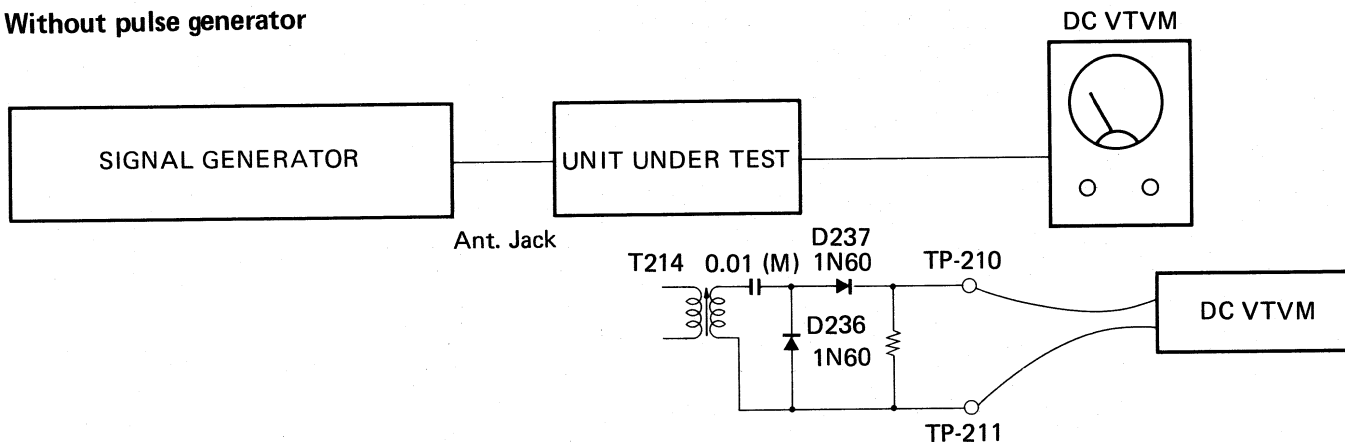 Without pulse generator
DC VTVM
SIGNAL GENERATOR
UNIT UNDER TEST
Ant. Jack
D237
T214 0.01 (M) 1N60 TP-210
D236
1N60
DC VTVM
TP-211